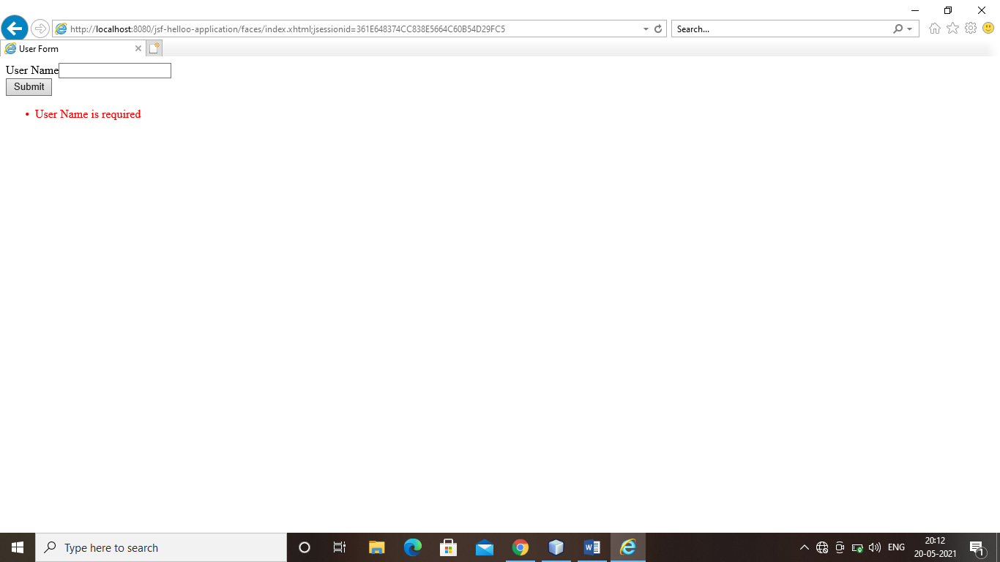 http://localhost:8080/jsf-helloo-application/faces/index.xhtml;jsessionid=361E648374CC838E5664C60B54D29FC5
Search...
User Form
User Name
Submit
• User Name is required
Type here to search
ENG
20:12
20-05-2021
1